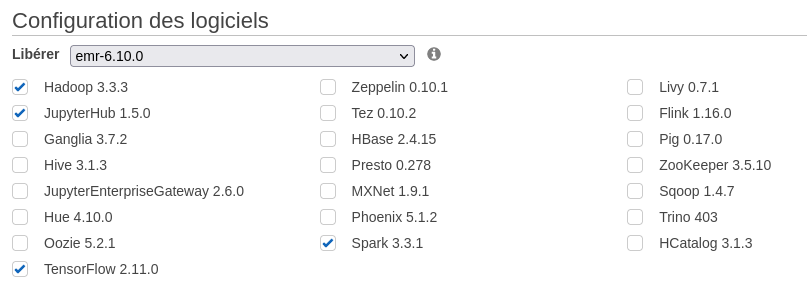 Configuration des logiciels
Libérer emr-6.10.0
Hadoop 3.3.3 Zeppelin 0.10.1 Livy 0.7.1
JupyterHub 1.5.0 Tez 0.10.2 Flink 1.16.0
Ganglia 3.7.2 HBase 2.4.15 Pig 0.17.0
Hive 3.1.3 Presto 0.278 ZooKeeper 3.5.10
JupyterEnterpriseGateway 2.6.0 MXNet 1.9.1 Sqoop 1.4.7
Hue 4.10.0 Phoenix 5.1.2 Trino 403
Oozie 5.2.1 Spark 3.3.1 HCatalog 3.1.3
TensorFlow 2.11.0